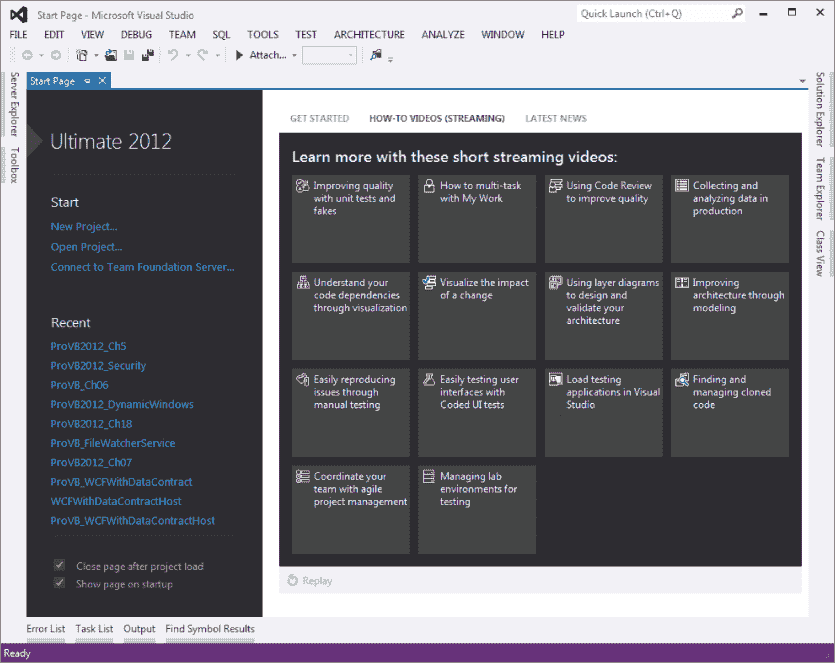 Start Page - Microsoft Visual Studio
Quick Launch (Ctrl+Q)
FILE EDIT VIEW DEBUG TEAM SQL TOOLS TEST ARCHITECTURE ANALYZE WINDOW HELP
Attach...
Server Explorer
Toolbox
Start Page
Ultimate 2012
Start
New Project...
Open Project...
Connect to Team Foundation Server...
Recent
ProVB2012_Ch5
ProVB2012_Security
ProVB_Ch06
ProVB2012_DynamicWindows
ProVB2012_Ch18
ProVB_FileWatcherService
ProVB2012_Ch07
ProVB_WCFWithDataContract
WCFWithDataContractHost
ProVB_WCFWithDataContractHost
Close page after project load
Show page on startup
GET STARTED HOW-TO VIDEOS (STREAMING) LATEST NEWS
Learn more with these short streaming videos:
Improving quality
with unit tests and
fakes
How to multi-task
with My Work
Using Code Review
to improve quality
Collecting and
analyzing data in
production
Understand your
code dependencies
through visualization
Visualize the impact
of a change
Using layer diagrams
to design and
validate your
architecture
Improving
architecture through
modeling
Easily reproducing
issues through
manual testing
Easily testing user
interfaces with
Coded UI tests
Load testing
applications in Visual
Studio
Finding and
managing cloned
code
Coordinate your
team with agile
project management
Managing lab
environments for
testing
Replay
Solution Explorer
Team Explorer
Class View
Error List Task List Output Find Symbol Results
Ready